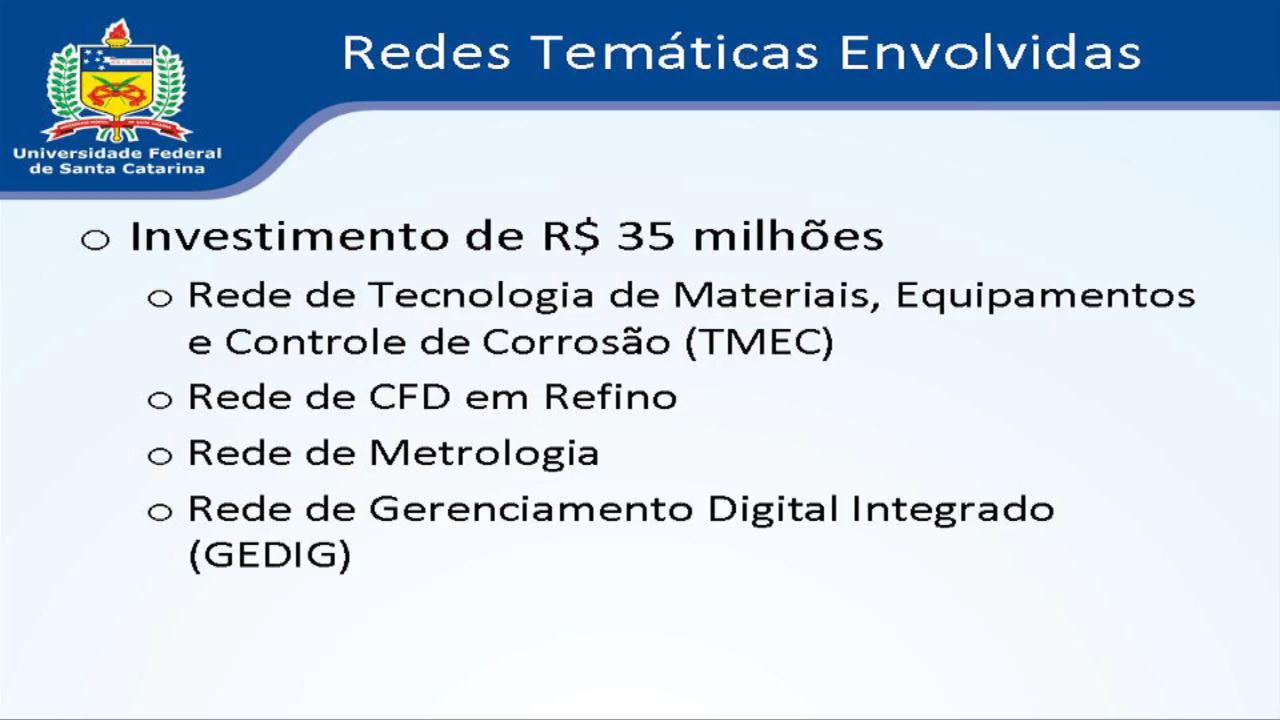 Redes Temáticas Envolvidas
Universidade Federal
de Santa Catarina
o Investimento de R$ 35 milhões
o Rede de Tecnologia de Materiais, Equipamentos
e Controle de Corrosão (TMEC)
o Rede de CFD em Refino
o Rede de Metrologia
o Rede de Gerenciamento Digital Integrado
(GEDIG)